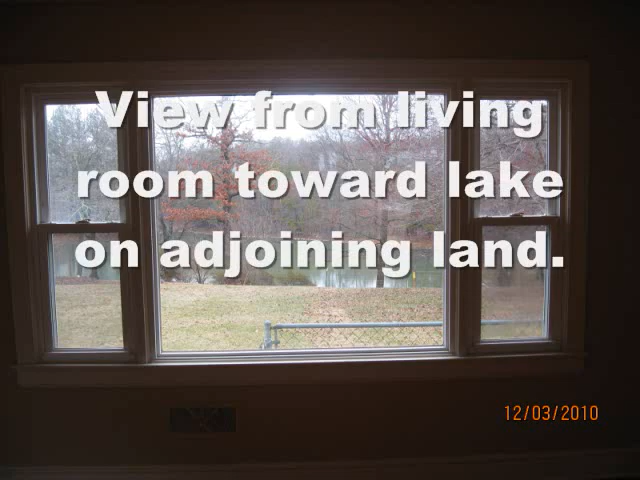 View from living
room toward lake
on adjoining land.
12/03/2010